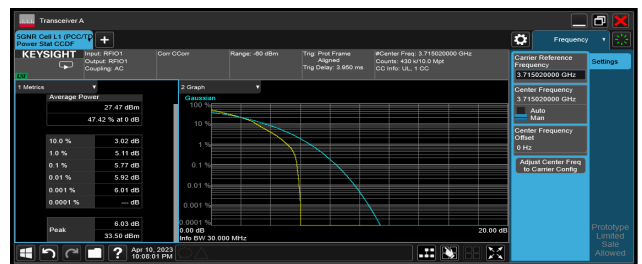 Transceiver A
5GNR Cell L1 (PCC/TD
Power Stat CCDF
KEYSIGHT
Input: RFIO1
Output: RFIO1
Coupling: AC
Corr CCorr
Range: -60 dBm
Trig: Prot Frame
Aligned
Trig Delay: 3.950 ms
#Center Freq: 3.715020000 GHz
Counts: 430 k/10.0 Mpt
CC Info: UL, 1 CC
LXI
1 Metrics
Average Power
27.47 dBm
47.42 % at 0 dB
10.0 % 3.02 dB
1.0 % 5.11 dB
0.1 % 5.77 dB
0.01 % 5.92 dB
0.001 % 6.01 dB
0.0001 % --- dB
Peak
6.03 dB
33.50 dBm
2 Graph
Gaussian
100 %
10 %
1 %
0.1 %
0.01 %
0.001 %
0.0001 %
0.00 dB 20.00 dB
Info BW 30.000 MHz
Frequency
Settings
Carrier Reference
Frequency
3.715020000 GHz
Center Frequency
3.715020000 GHz
Auto
Man
Center Frequency
Offset
0 Hz
Adjust Center Freq
to Carrier Config
Prototype
Limited
Sale
Allowed
?
Apr 10, 2023
10:08:01 PM